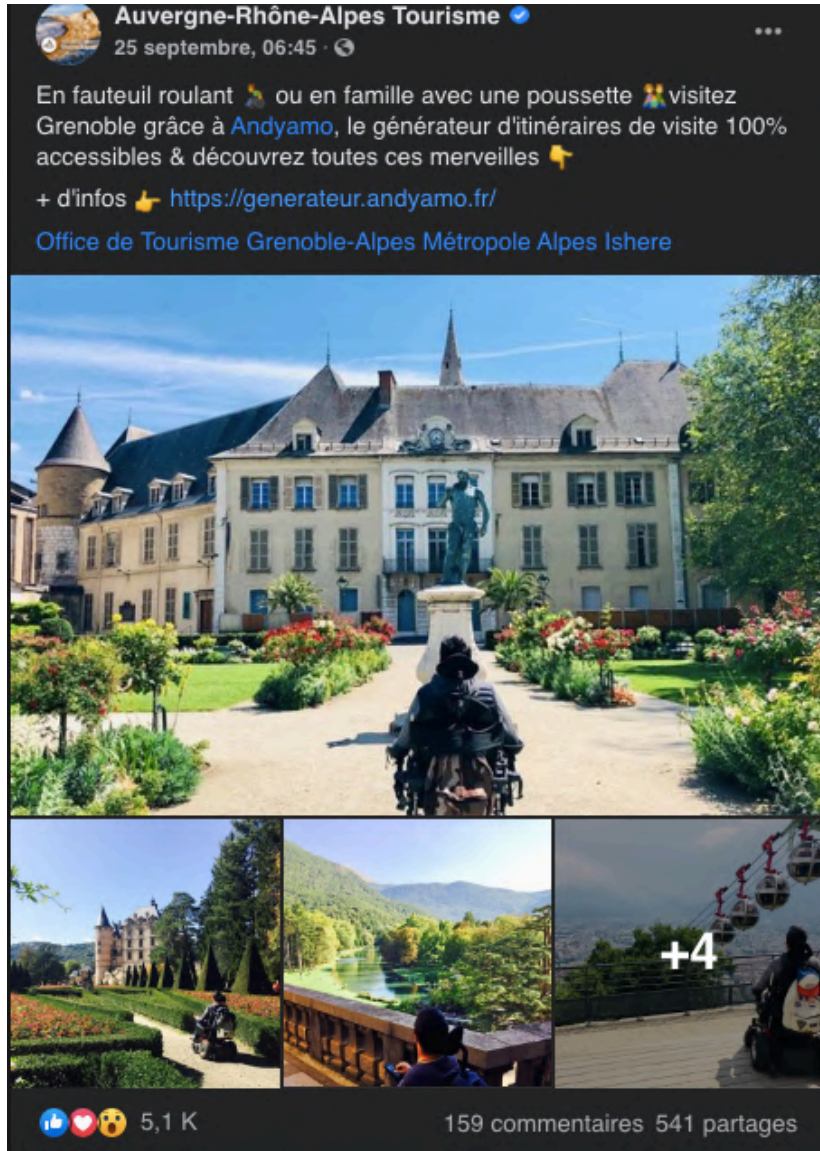 Auvergne-Rhône-Alpes Tourisme
25 septembre, 06:45 ·
En fauteuil roulant 👨‍🦽 ou en famille avec une poussette 👫 visitez
Grenoble grâce à Andyamo, le générateur d'itinéraires de visite 100%
accessibles & découvrez toutes ces merveilles 👇
+ d'infos 👉 https://generateur.andyamo.fr/
Office de Tourisme Grenoble-Alpes Métropole Alpes Ishere
+4
5,1 K
159 commentaires 541 partages